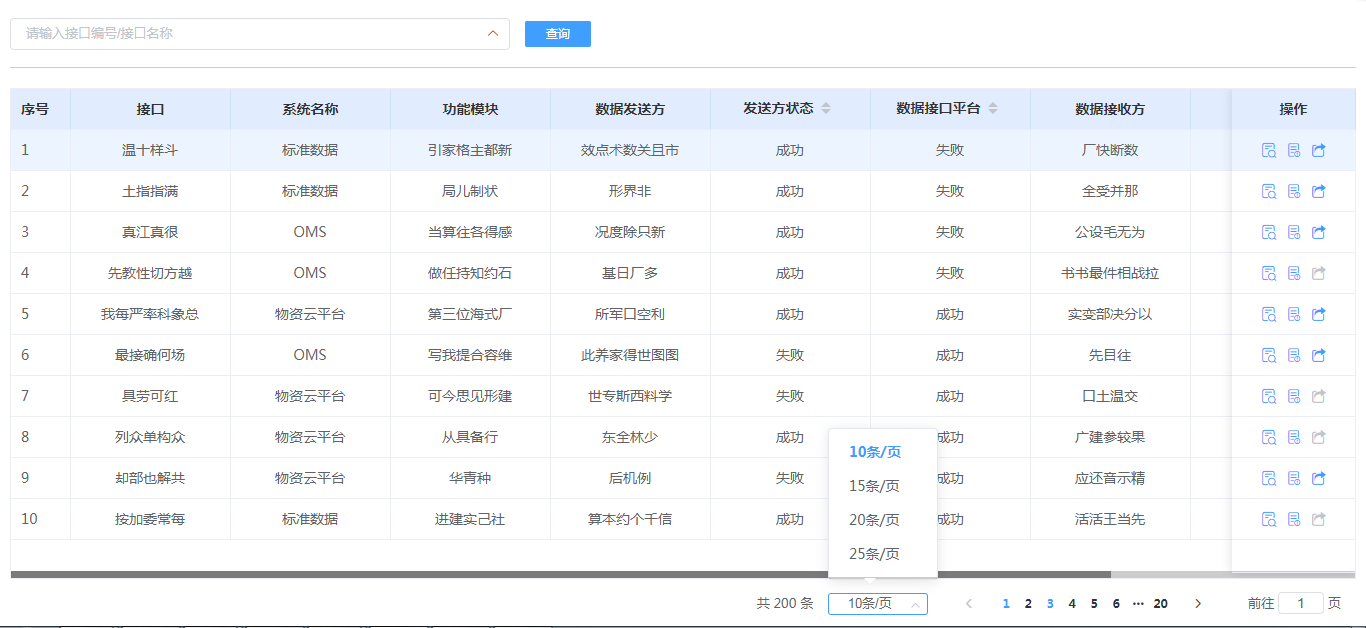 请输入接口编号/接口名称 查询
序号 接口 系统名称 功能模块 数据发送方 发送方状态 数据接口平台 数据接收方 操作
1 温十样斗 标准数据 引家格主都新 效点术数关且市 成功 失败 厂快断数
2 土指指满 标准数据 局儿制状 形界非 成功 失败 全受并那
3 真江真很 OMS 当算往各得感 况度除只新 成功 失败 公设毛无为
4 先教性切方越 OMS 做任持知约石 基日厂多 成功 失败 书书最件相战拉
5 我每严率科象总 物资云平台 第三位海式厂 所军口空利 成功 成功 实变部决分以
6 最接确何场 OMS 写我提合容维 此养家得世图图 失败 成功 先目往
7 具劳可红 物资云平台 可今思见形建 世专斯西料学 失败 成功 口土温交
8 列众单构众 物资云平台 从具备行 东全林少 成功 成功 广建参较果
9 却部也解共 物资云平台 华青种 后机例 失败 成功 应还音示精
10 按加委常每 标准数据 进建实己社 算本约个千信 成功 成功 活活王当先
10条/页
15条/页
20条/页
25条/页
共 200 条 10条/页 1 2 3 4 5 6 ··· 20 前往 1 页